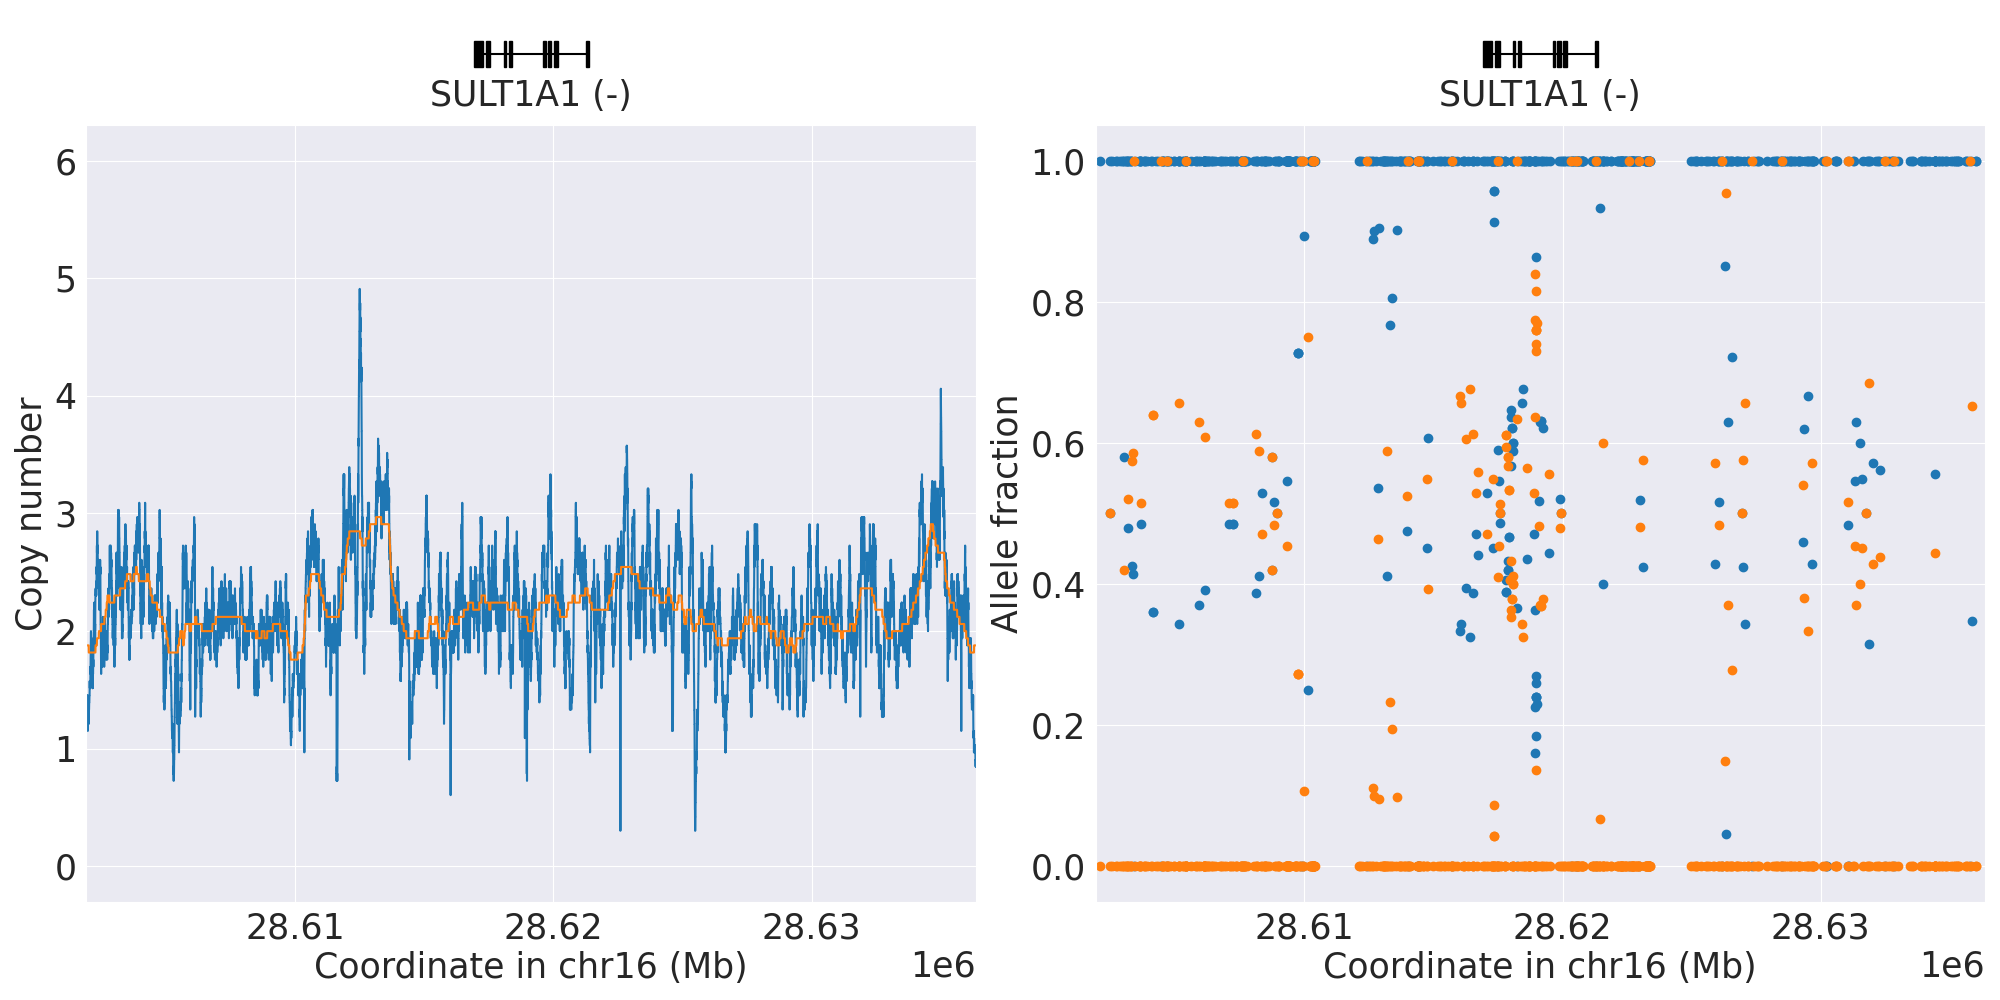 SULT1A1 (-)
6
5
4
3
2
1
0
Copy number
28.61
28.62
28.63
Coordinate in chr16 (Mb)
1e6
SULT1A1 (-)
1.0
0.8
0.6
0.4
0.2
0.0
Allele fraction
28.61
28.62
28.63
Coordinate in chr16 (Mb)
1e6